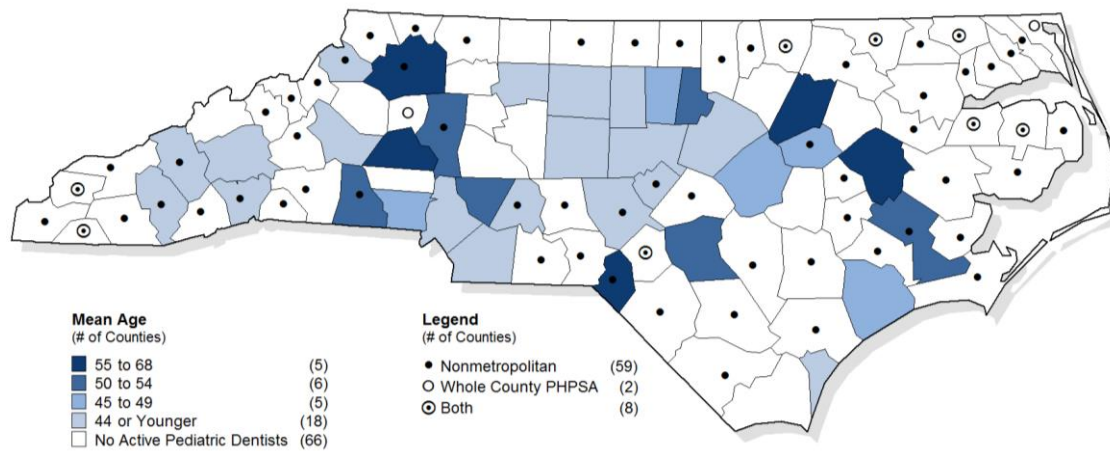 Mean Age
(# of Counties)
55 to 68 (5)
50 to 54 (6)
45 to 49 (5)
44 or Younger (18)
No Active Pediatric Dentists (66)
Legend
(# of Counties)
Nonmetropolitan (59)
Whole County PHPSA (2)
Both (8)